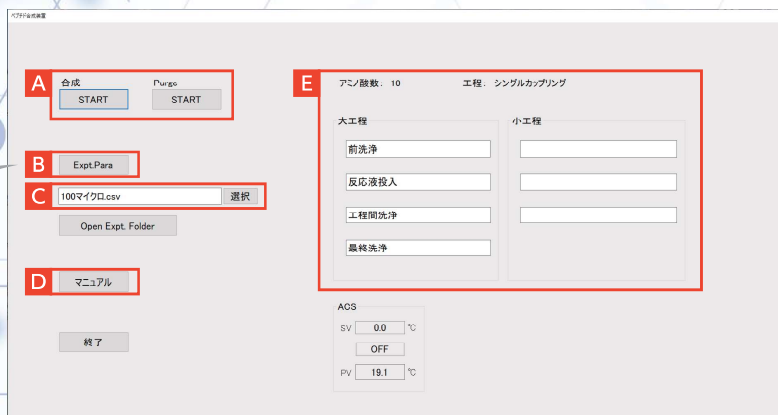 ペプチド合成装置
A 合成 Purge
START START
B Expt.Para
C 100マイクロ.csv 選択
Open Expt. Folder
D マニュアル
終了
E アミノ酸数: 10 工程: シングルカップリング
大工程 小工程
前洗浄
反応液投入
工程間洗浄
最終洗浄
ACS
SV 0.0 ℃
OFF
PV 19.1 ℃